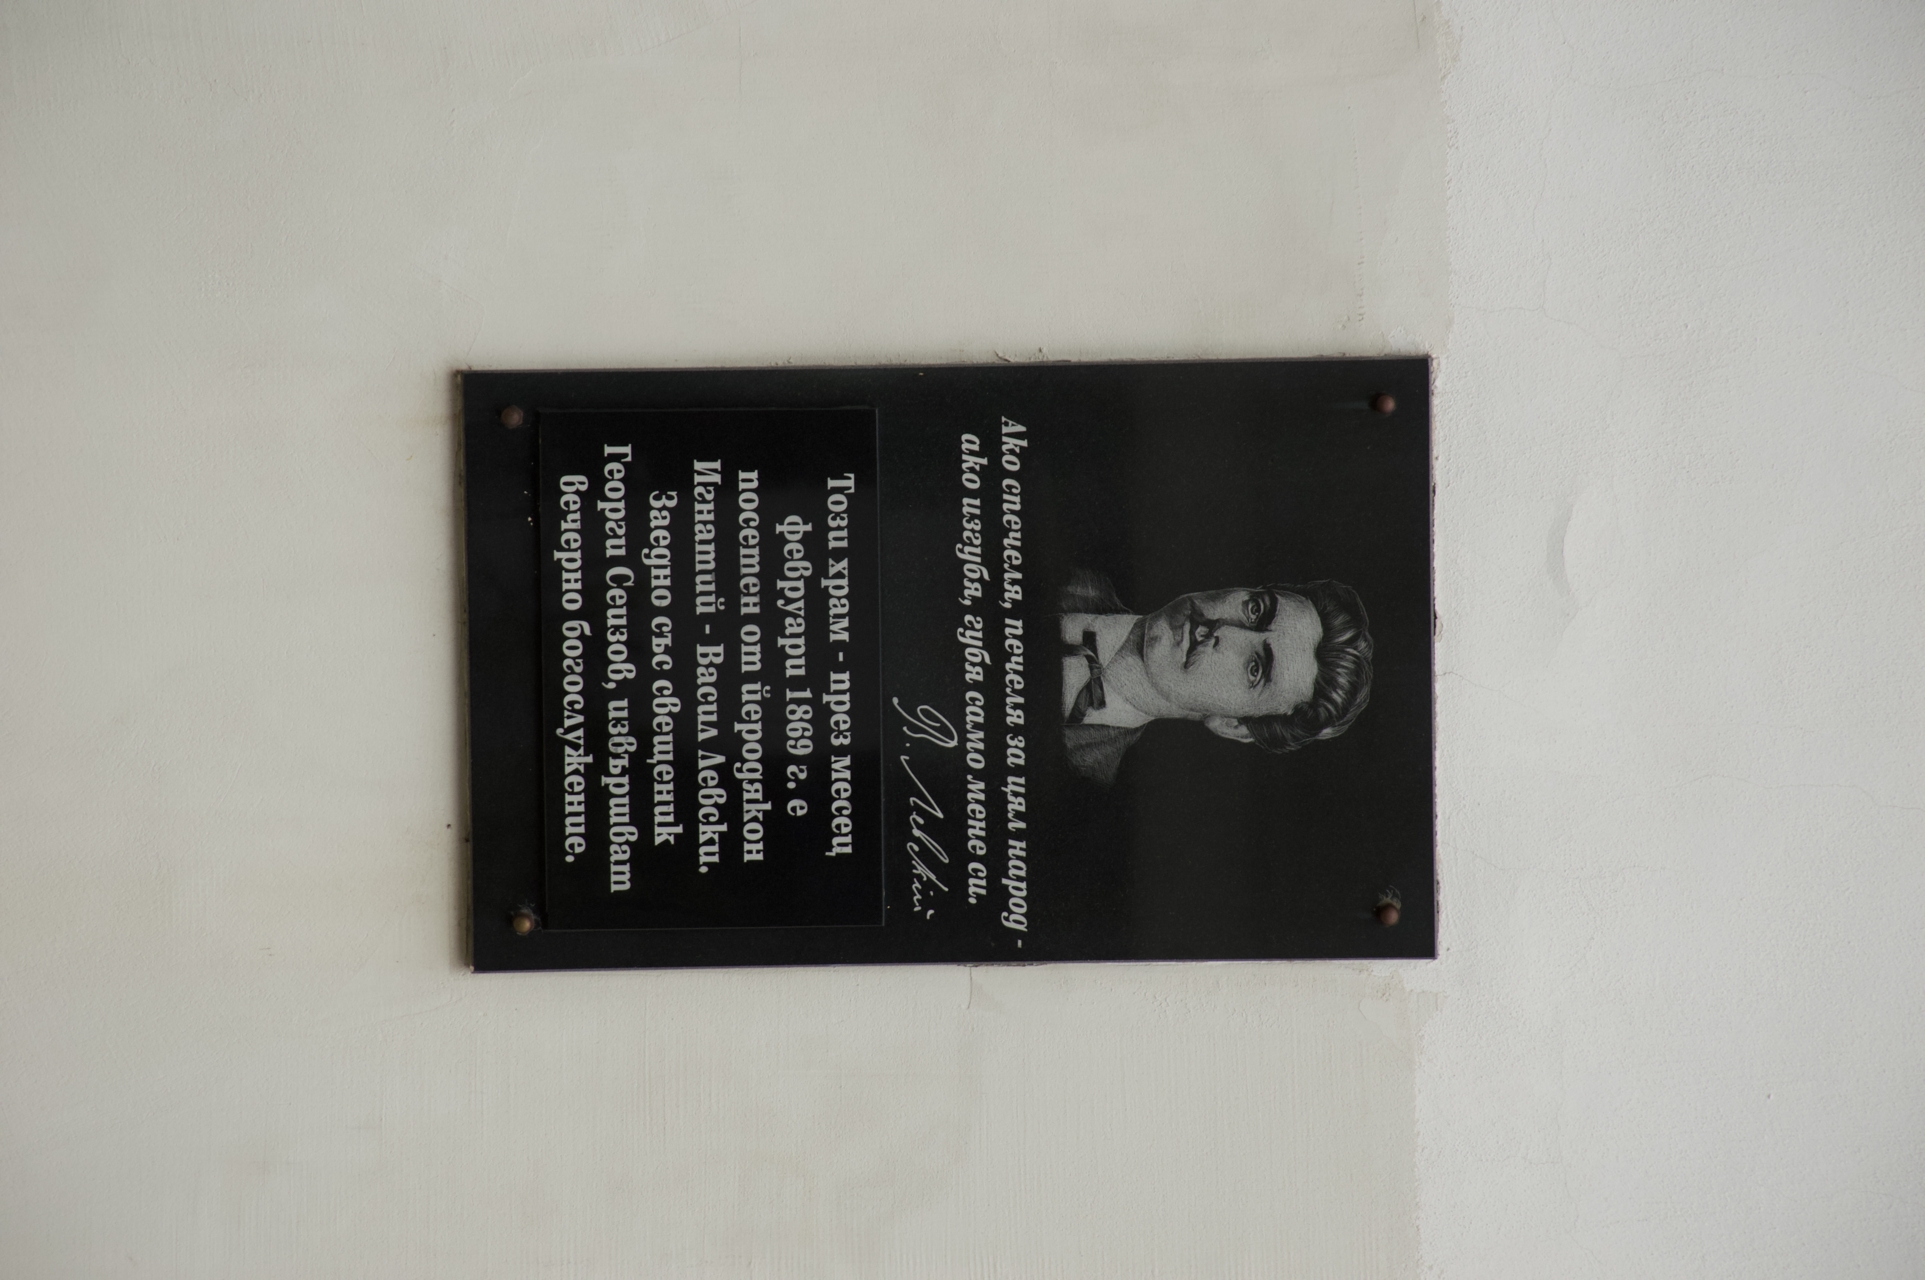 Ако спечеля, печеля за цял народ -
ако изгубя, губя само мене си.
В. Левскій
Този храм - през месец
февруари 1869 г. е
посетен от йеродякон
Игнатий - Васил Левски.
Заедно със свещеник
Георги Сеизов, извършват
вечерно богослужение.